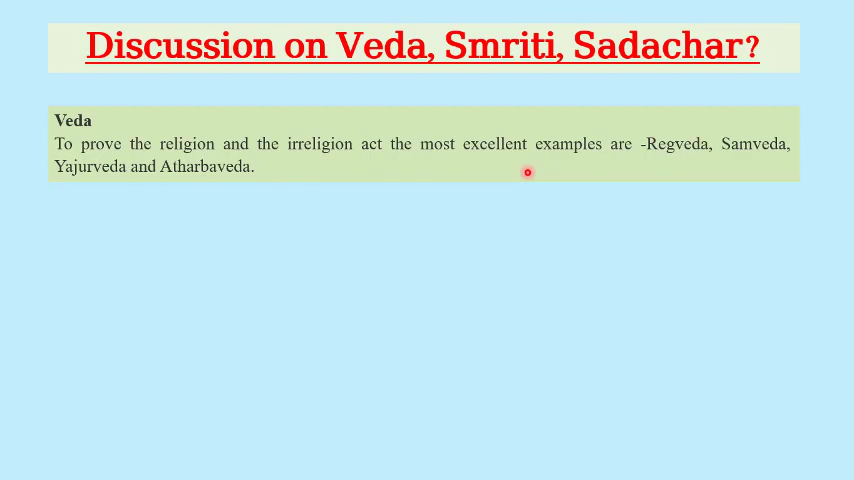 Discussion on Veda, Smriti, Sadachar?
Veda
To prove the religion and the irreligion act the most excellent examples are -Regveda, Samveda,
Yajurveda and Atharbaveda.